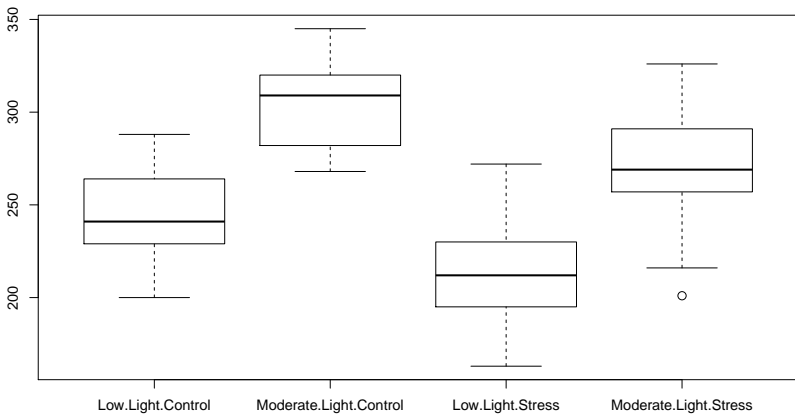 350
300
250
200
Low.Light.Control Moderate.Light.Control Low.Light.Stress Moderate.Light.Stress